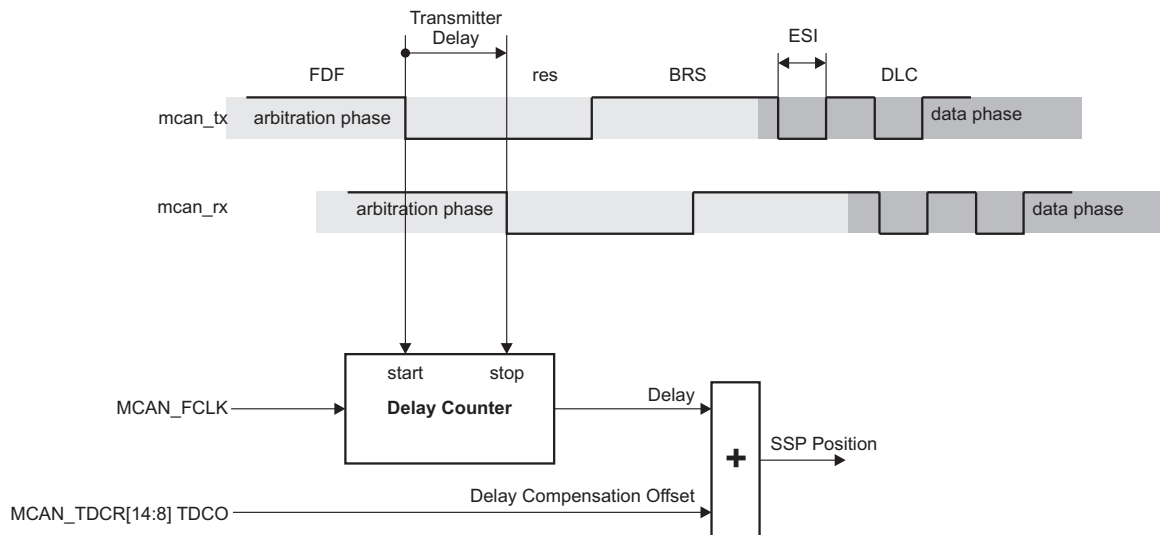 Transmitter
Delay
ESI
FDF
res
BRS
DLC
mcan_tx
arbitration phase
data phase
mcan_rx
arbitration phase
data phase
start
stop
MCAN_FCLK
Delay Counter
Delay
+
SSP Position
Delay Compensation Offset
MCAN_TDCR[14:8] TDCO